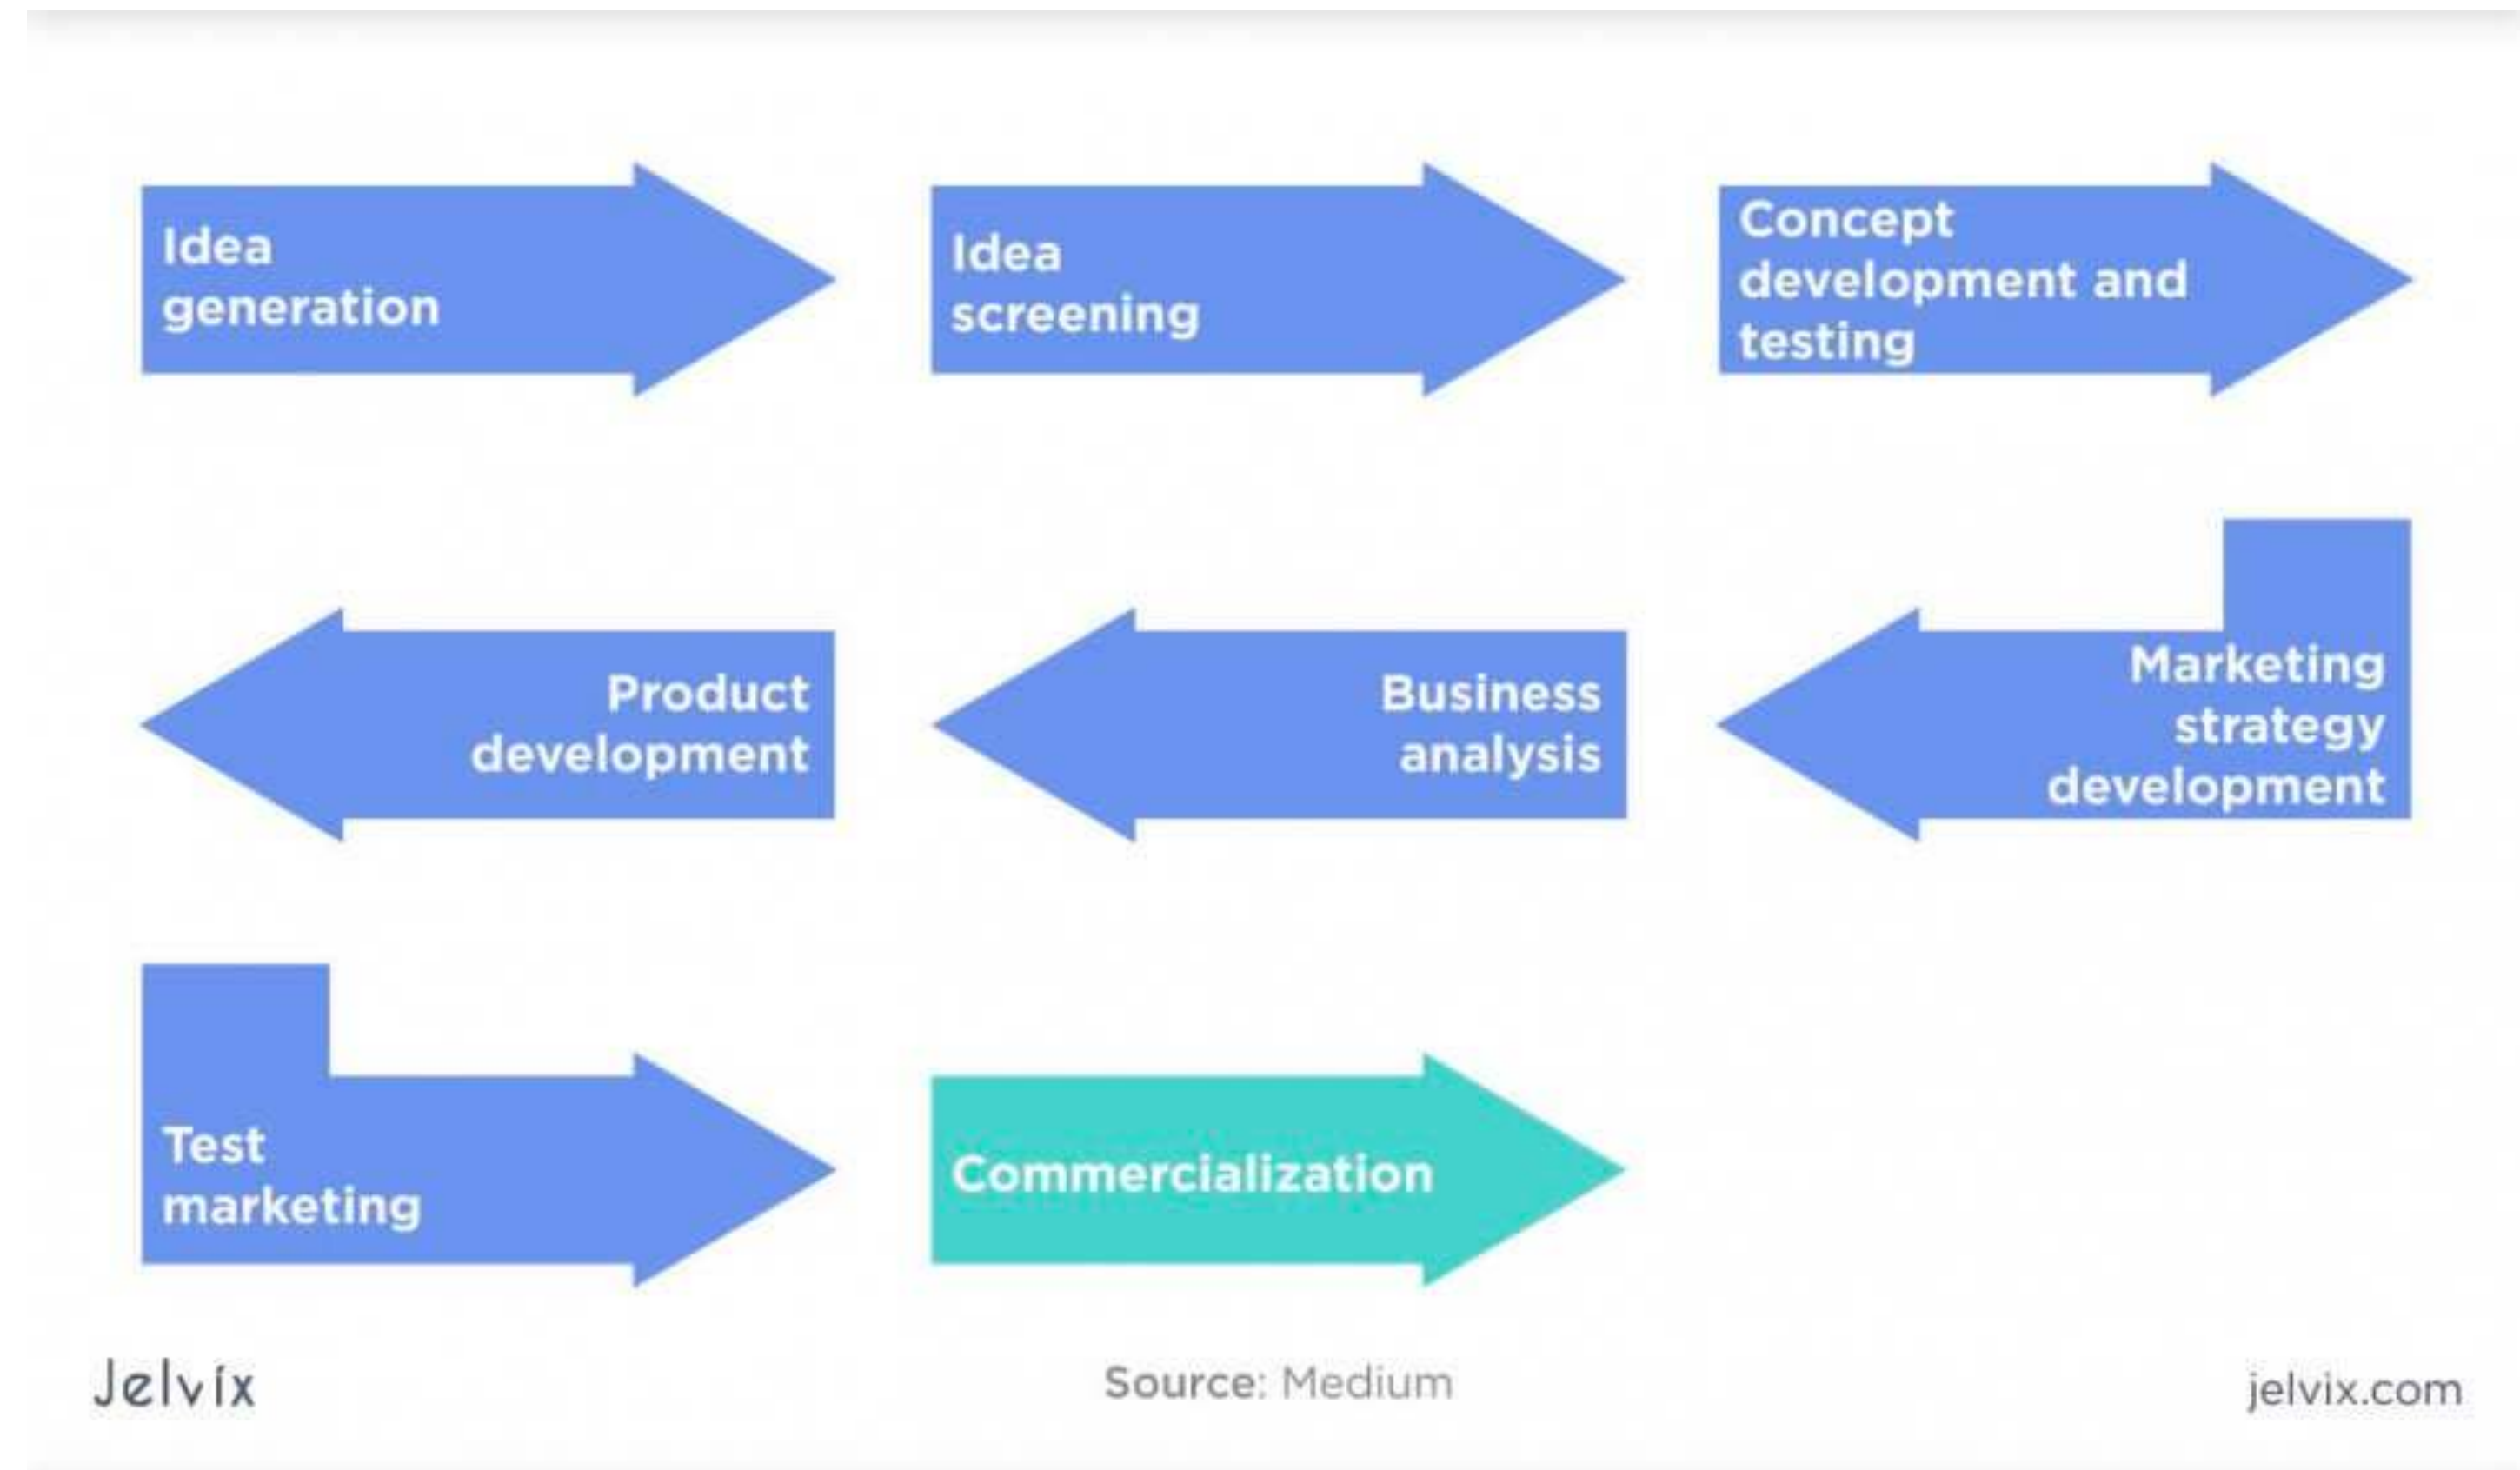 Idea
generation
Idea
screening
Concept
development and
testing
Marketing
strategy
development
Business
analysis
Product
development
Test
marketing
Commercialization
Jelvix
Source: Medium
jelvix.com